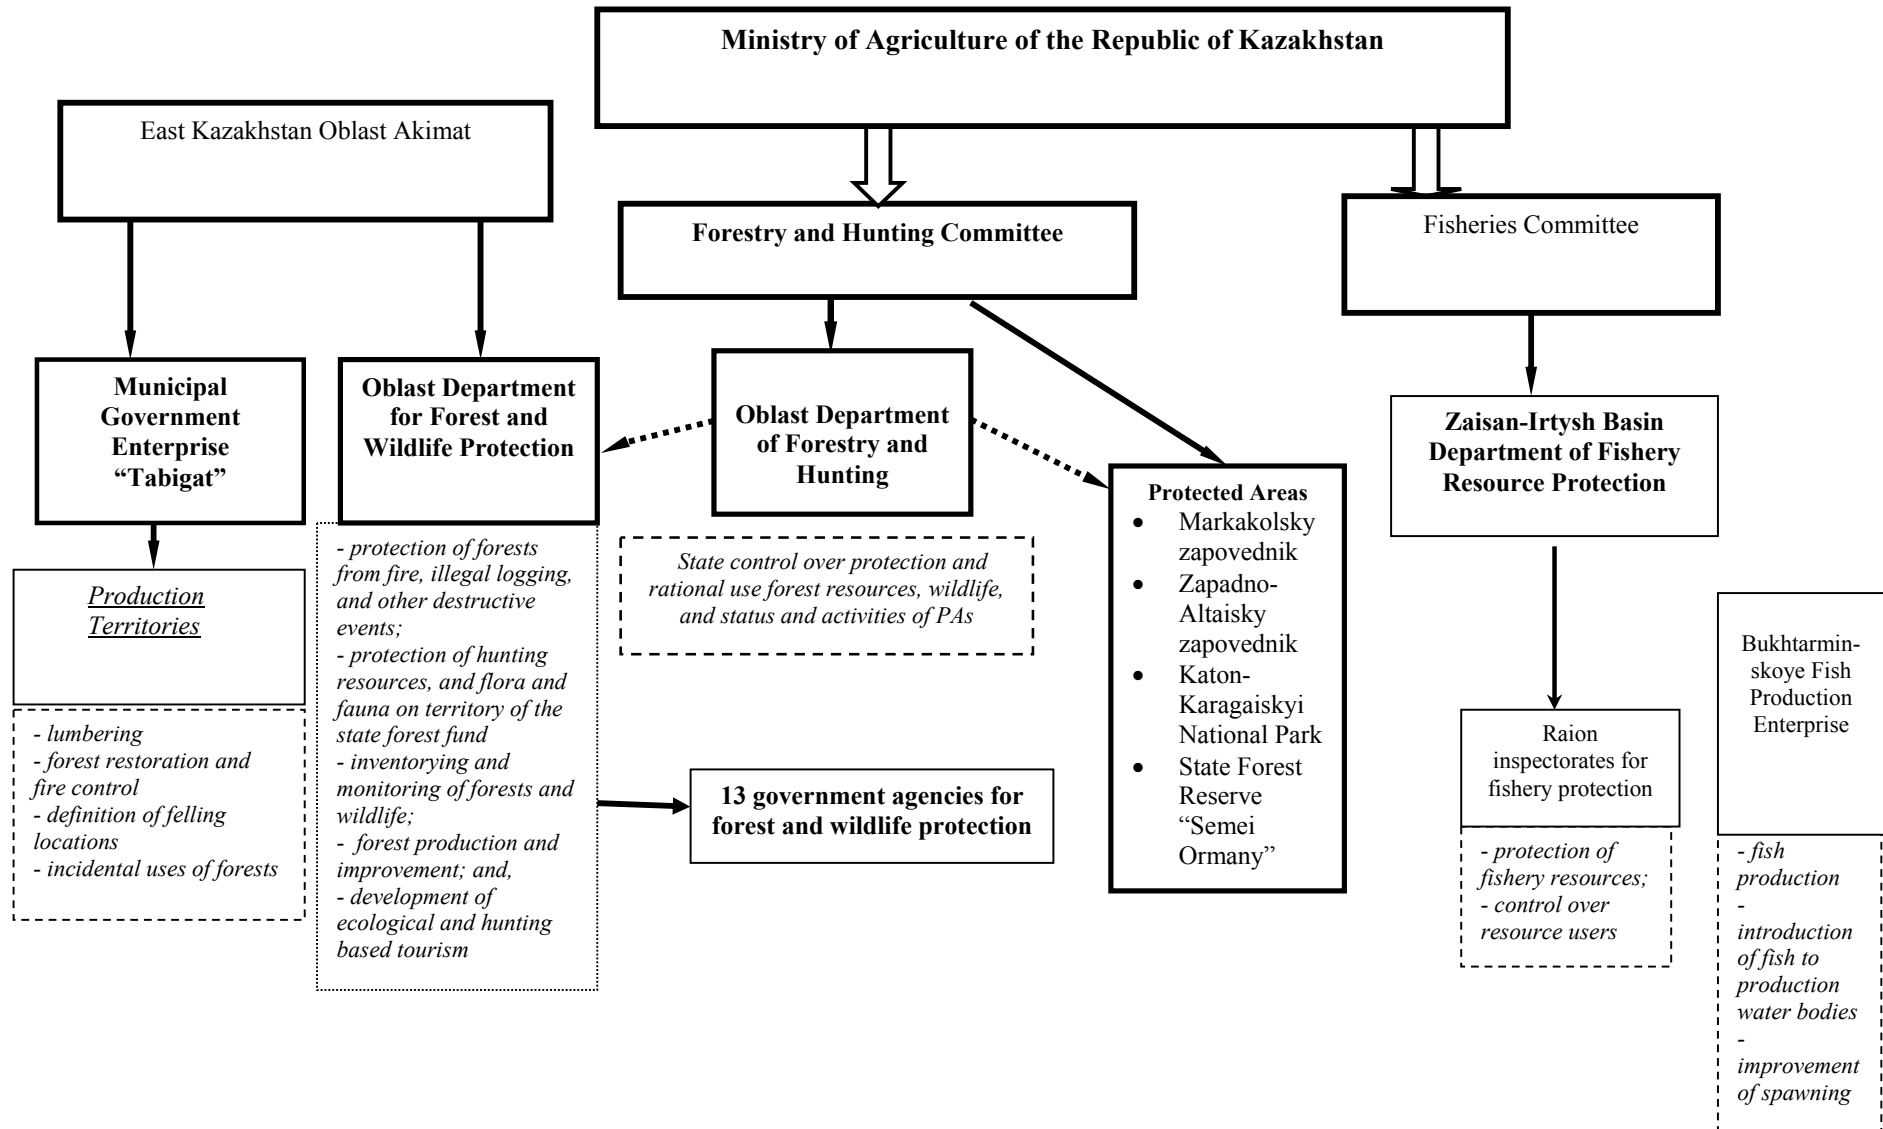 Ministry of Agriculture of the Republic of Kazakhstan
East Kazakhstan Oblast Akimat
Forestry and Hunting Committee
Fisheries Committee
Municipal
Government
Enterprise
“Tabigat”
Oblast Department
for Forest and
Wildlife Protection
Oblast Department
of Forestry and
Hunting
Zaisan-Irtysh Basin
Department of Fishery
Resource Protection
Protected Areas
• Markakolsky
zapovednik
• Zapadno-
Altaisky
zapovednik
• Katon-
Karagaiskyi
National Park
• State Forest
Reserve
“Semei
Ormany”
Production
Territories
- lumbering
- forest restoration and
fire control
- definition of felling
locations
- incidental uses of forests
- protection of forests
from fire, illegal logging,
and other destructive
events;
- protection of hunting
resources, and flora and
fauna on territory of the
state forest fund
- inventorying and
monitoring of forests and
wildlife;
- forest production and
improvement; and,
- development of
ecological and hunting
based tourism
State control over protection and
rational use forest resources, wildlife,
and status and activities of PAs
13 government agencies for
forest and wildlife protection
Raion
inspectorates for
fishery protection
- protection of
fishery resources;
- control over
resource users
Bukhtarmin-
skoye Fish
Production
Enterprise
- fish
production
-
introduction
of fish to
production
water bodies
-
improvement
of spawning